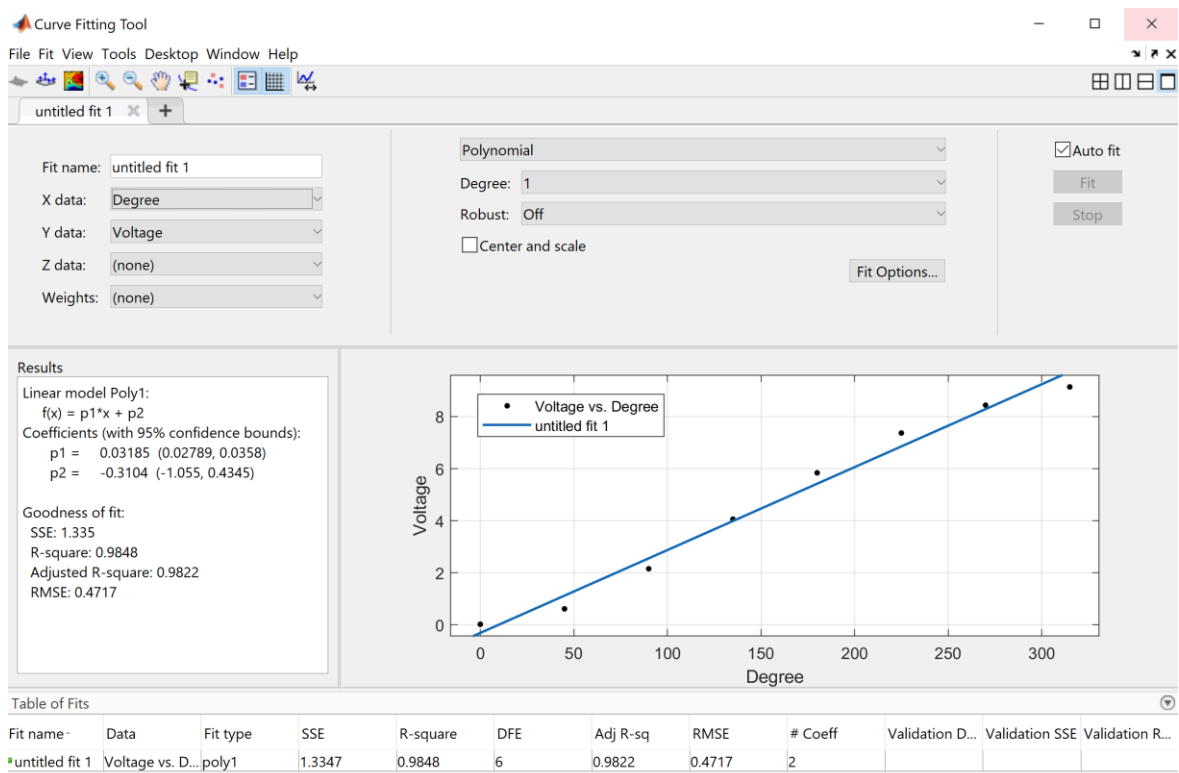 Curve Fitting Tool
File Fit View Tools Desktop Window Help
untitled fit 1
Fit name: untitled fit 1
X data: Degree
Y data: Voltage
Z data: (none)
Weights: (none)
Polynomial
Degree: 1
Robust: Off
Center and scale
Fit Options...
Auto fit
Fit
Stop
Results
Linear model Poly1:
f(x) = p1*x + p2
Coefficients (with 95% confidence bounds):
p1 = 0.03185 (0.02789, 0.0358)
p2 = -0.3104 (-1.055, 0.4345)
Goodness of fit:
SSE: 1.335
R-square: 0.9848
Adjusted R-square: 0.9822
RMSE: 0.4717
Voltage vs. Degree
untitled fit 1
Voltage
8
6
4
2
0
0 50 100 150 200 250 300
Degree
Table of Fits
Fit name Data Fit type SSE R-square DFE Adj R-sq RMSE # Coeff Validation D... Validation SSE Validation R...
untitled fit 1 Voltage vs. D... poly1 1.3347 0.9848 6 0.9822 0.4717 2